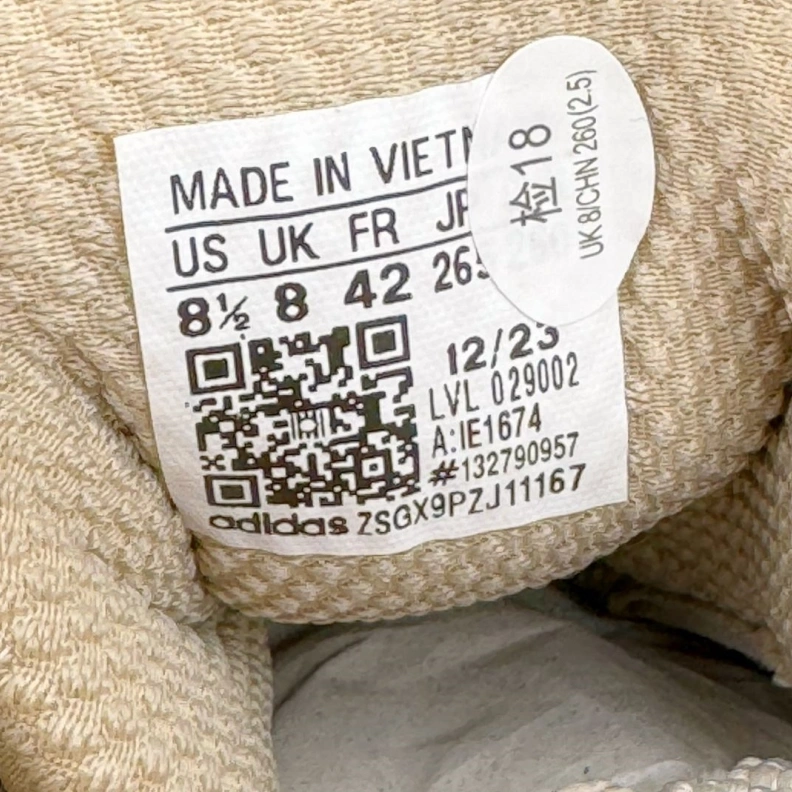 MADE IN VIETN
US UK FR JP
8½ 8 42 265
12/23
LVL 029002
A:IE1674
#132790957
adidas ZSGX9PZJ11167
检18
UK 8/CHN 260(2.5)